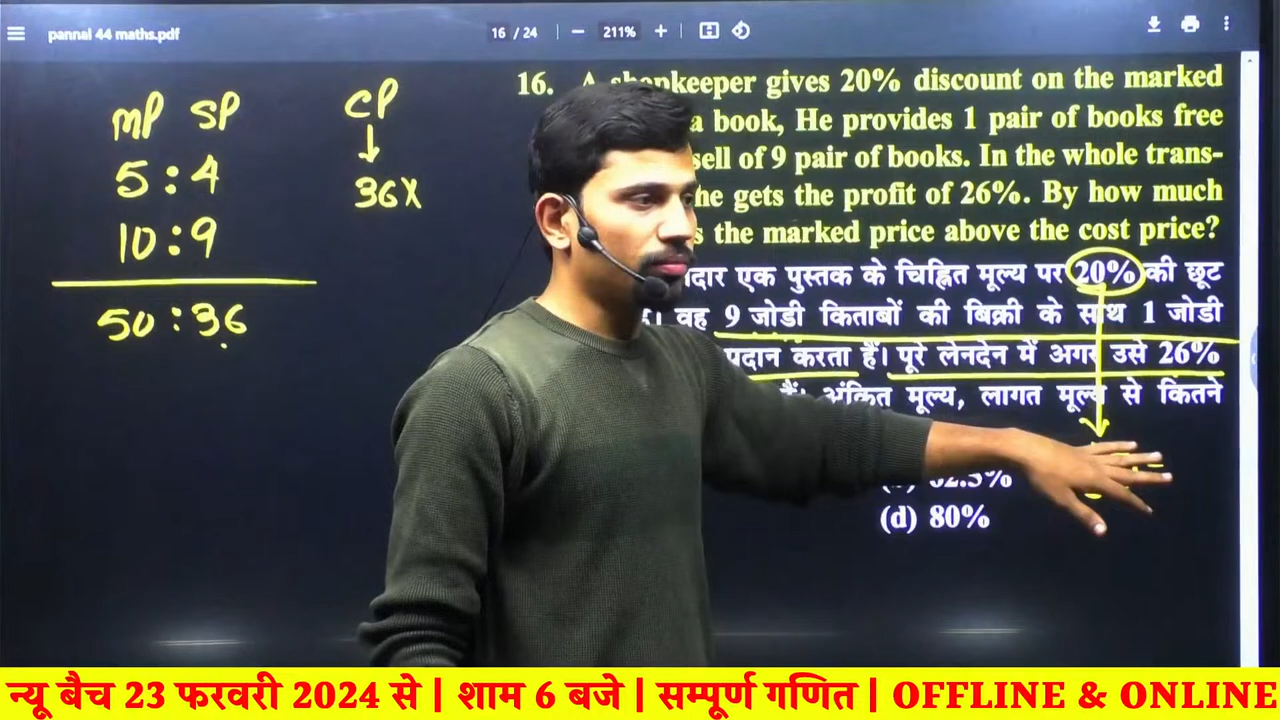 pannal 44 maths.pdf
16 / 24
211%
MP SP
CP
5 : 4
36X
10 : 9
50 : 36
16. A shopkeeper gives 20% discount on the marked
a book, He provides 1 pair of books free
sell of 9 pair of books. In the whole trans-
he gets the profit of 26%. By how much
the marked price above the cost price?
एक पुस्तक के चिह्नित मूल्य पर 20% की छूट
वह 9 जोडी किताबों की बिक्री के साथ 1 जोडी
प्रदान करता हैं। पूरे लेनदेन में अगर उसे 26%
अंकित मूल्य, लागत मूल्य से कितने
62.5%
(d) 80%
न्यू बैच 23 फरवरी 2024 से | शाम 6 बजे | सम्पूर्ण गणित | OFFLINE & ONLINE